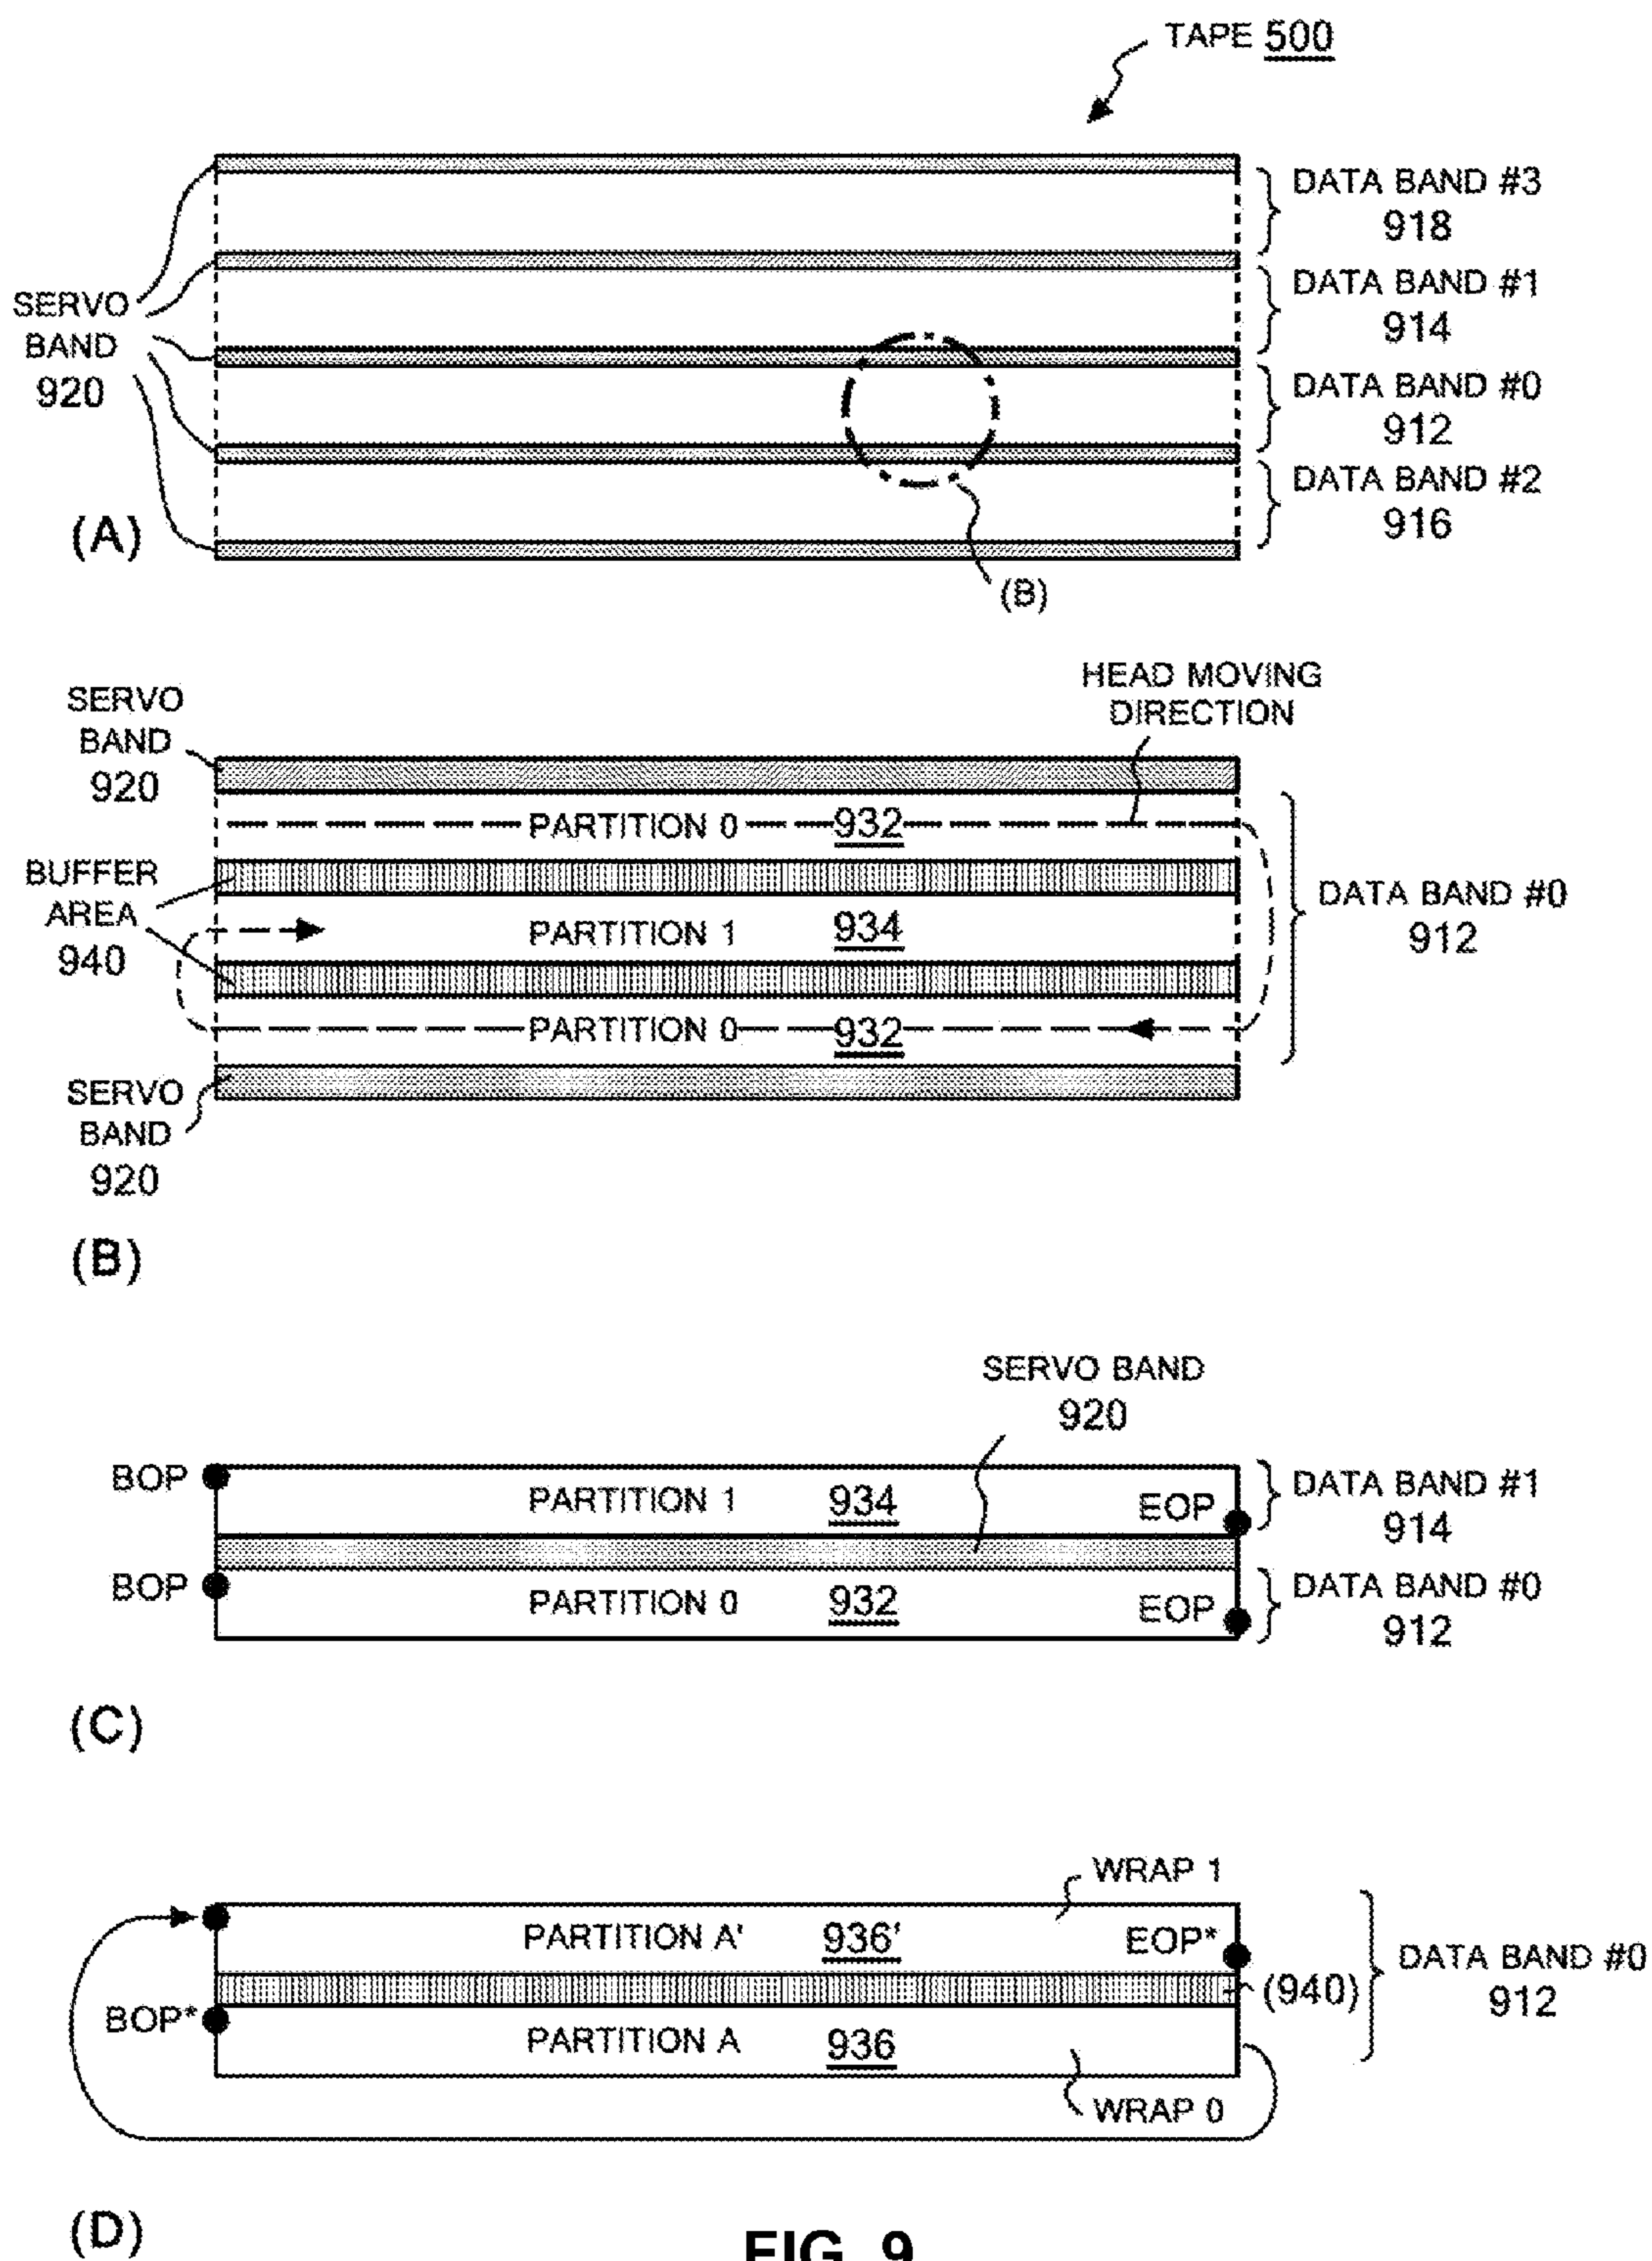 TAPE 500
DATA BAND #3
918
DATA BAND #1
914
SERVO
BAND
920
DATA BAND #0
912
DATA BAND #2
916
(A)
(B)
HEAD MOVING
DIRECTION
SERVO
BAND
920
PARTITION 0 932
BUFFER
AREA
940
PARTITION 1 934
DATA BAND #0
912
PARTITION 0 932
SERVO
BAND
920
(B)
SERVO BAND
920
BOP
PARTITION 1 934
EOP
DATA BAND #1
914
BOP
PARTITION 0 932
EOP
DATA BAND #0
912
(C)
WRAP 1
PARTITION A' 936'
EOP*
DATA BAND #0
912
(940)
BOP*
PARTITION A 936
WRAP 0
(D)
FIG. 9